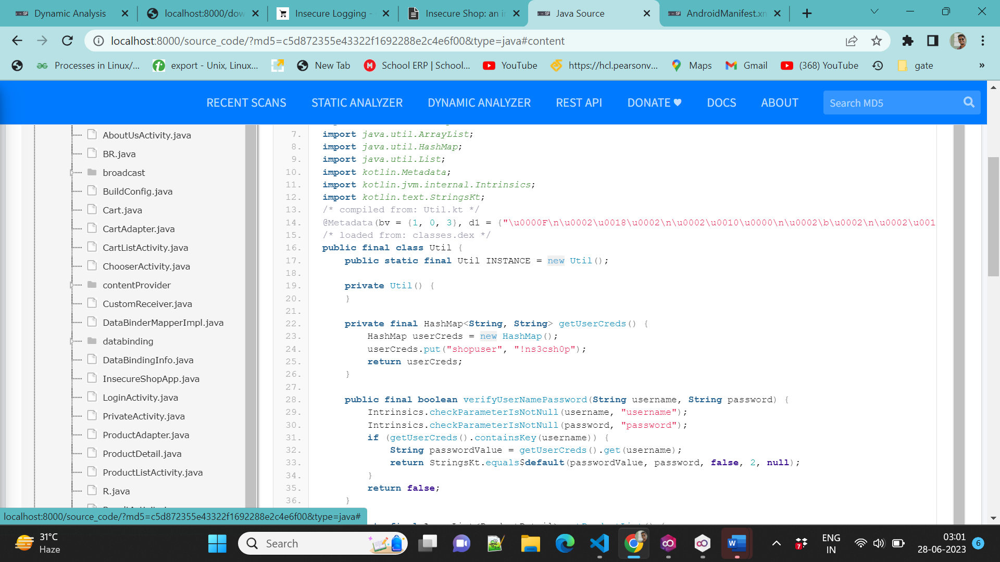 Dynamic Analysis
localhost:8000/dow
Insecure Logging -
Insecure Shop: an i
Java Source
AndroidManifest.xn
localhost:8000/source_code/?md5=c5d872355e43322f1692288e2c4e6f00&type=java#content
Processes in Linux/...
export - Unix, Linux...
New Tab
School ERP | School...
YouTube
https://hcl.pearsonv...
Maps
Gmail
(368) YouTube
gate
»
RECENT SCANS
STATIC ANALYZER
DYNAMIC ANALYZER
REST API
DONATE ♥
DOCS
ABOUT
Search MD5
AboutUsActivity.java
BR.java
broadcast
BuildConfig.java
Cart.java
CartAdapter.java
CartListActivity.java
ChooserActivity.java
contentProvider
CustomReceiver.java
DataBinderMapperImpl.java
databinding
DataBindingInfo.java
InsecureShopApp.java
LoginActivity.java
PrivateActivity.java
ProductAdapter.java
ProductDetail.java
ProductListActivity.java
R.java
7. import java.util.ArrayList;
8. import java.util.HashMap;
9. import java.util.List;
10. import kotlin.Metadata;
11. import kotlin.jvm.internal.Intrinsics;
12. import kotlin.text.StringsKt;
13. /* compiled from: Util.kt */
14. @Metadata(bv = {1, 0, 3}, d1 = {"\u0000F\n\u0002\u0018\u0002\n\u0002\u0010\u0000\n\u0002\b\u0002\n\u0002\u001
15. /* loaded from: classes.dex */
16. public final class Util {
17. public static final Util INSTANCE = new Util();
18.
19. private Util() {
20. }
21.
22. private final HashMap<String, String> getUserCreds() {
23. HashMap userCreds = new HashMap();
24. userCreds.put("shopuser", "!ns3csh0p");
25. return userCreds;
26. }
27.
28. public final boolean verifyUserNamePassword(String username, String password) {
29. Intrinsics.checkParameterIsNotNull(username, "username");
30. Intrinsics.checkParameterIsNotNull(password, "password");
31. if (getUserCreds().containsKey(username)) {
32. String passwordValue = getUserCreds().get(username);
33. return StringsKt.equals$default(passwordValue, password, false, 2, null);
34. }
35. return false;
36. }
localhost:8000/source_code/?md5=c5d872355e43322f1692288e2c4e6f00&type=java#
31°C
Haze
Search
7
ENG
IN
03:01
28-06-2023
6